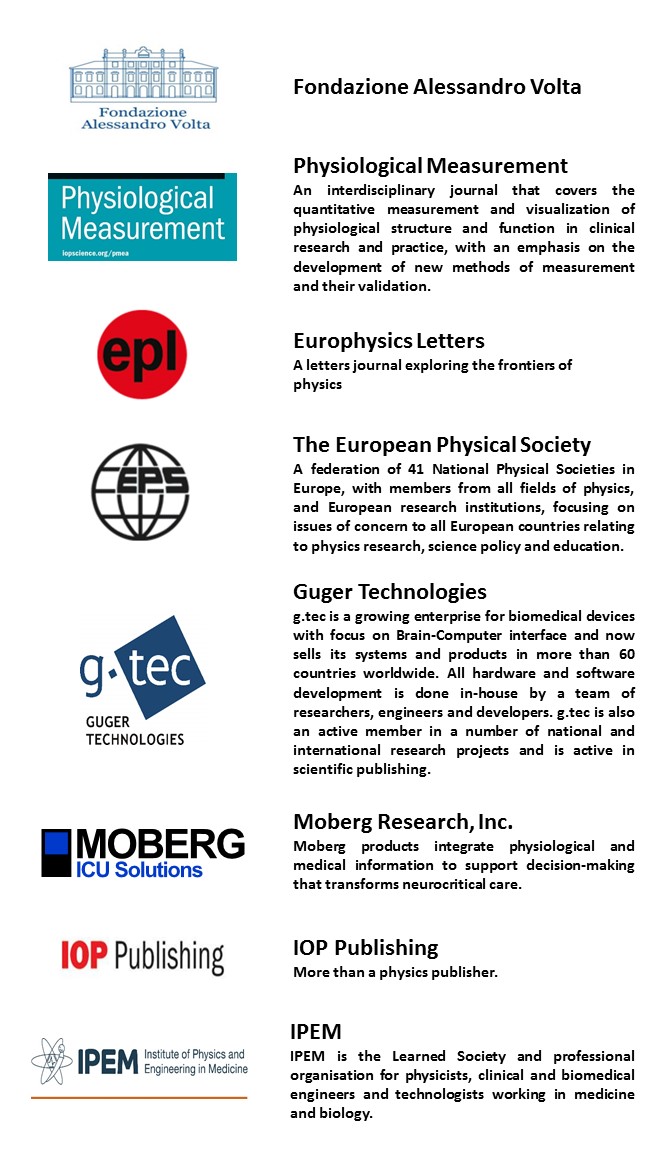 Fondazione
Alessandro Volta
Fondazione Alessandro Volta
Physiological
Measurement
iopscience.org/pmea
Physiological Measurement
An interdisciplinary journal that covers the
quantitative measurement and visualization of
physiological structure and function in clinical
research and practice, with an emphasis on the
development of new methods of measurement
and their validation.
epl
Europhysics Letters
A letters journal exploring the frontiers of
physics
EPS
The European Physical Society
A federation of 41 National Physical Societies in
Europe, with members from all fields of physics,
and European research institutions, focusing on
issues of concern to all European countries relating
to physics research, science policy and education.
g.tec
GUGER
TECHNOLOGIES
Guger Technologies
g.tec is a growing enterprise for biomedical devices
with focus on Brain-Computer interface and now
sells its systems and products in more than 60
countries worldwide. All hardware and software
development is done in-house by a team of
researchers, engineers and developers. g.tec is also
an active member in a number of national and
international research projects and is active in
scientific publishing.
MOBERG
ICU Solutions
Moberg Research, Inc.
Moberg products integrate physiological and
medical information to support decision-making
that transforms neurocritical care.
IOP Publishing
IOP Publishing
More than a physics publisher.
IPEM Institute of Physics and
Engineering in Medicine
IPEM
IPEM is the Learned Society and professional
organisation for physicists, clinical and biomedical
engineers and technologists working in medicine
and biology.